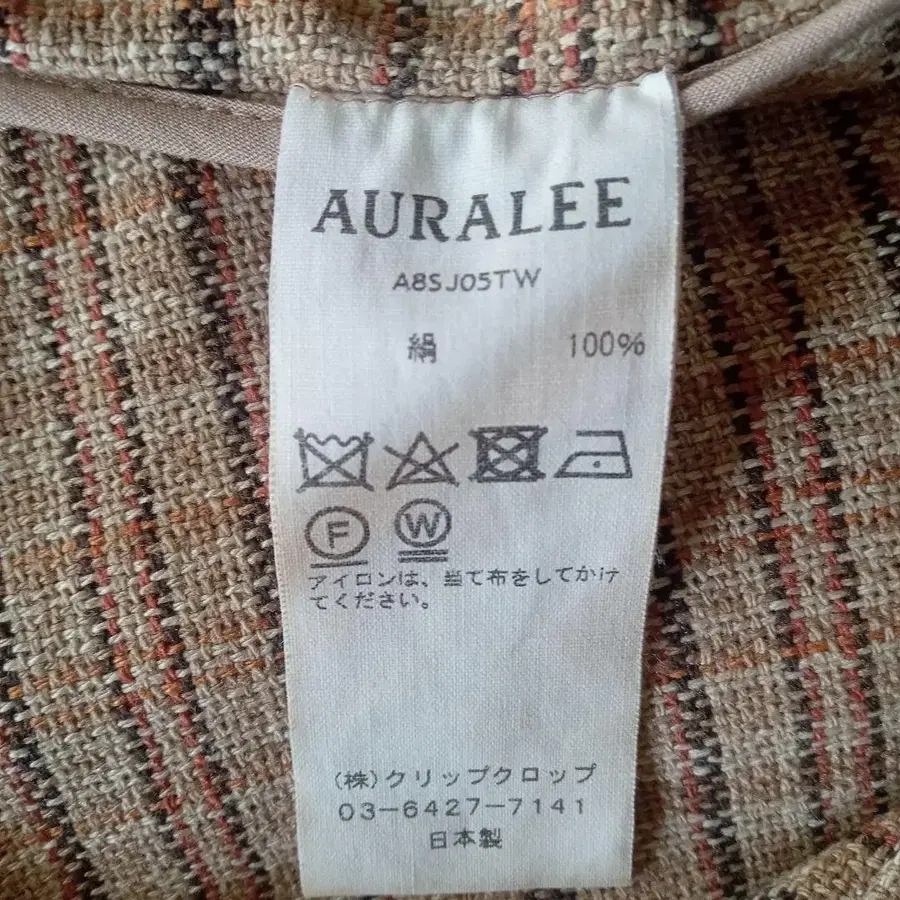 AURALEE
A8SJ05TW
絹 100%
F W
アイロンは、当て布をしてかけ
てください。
(株)クリップクロップ
03-6427-7141
日本製